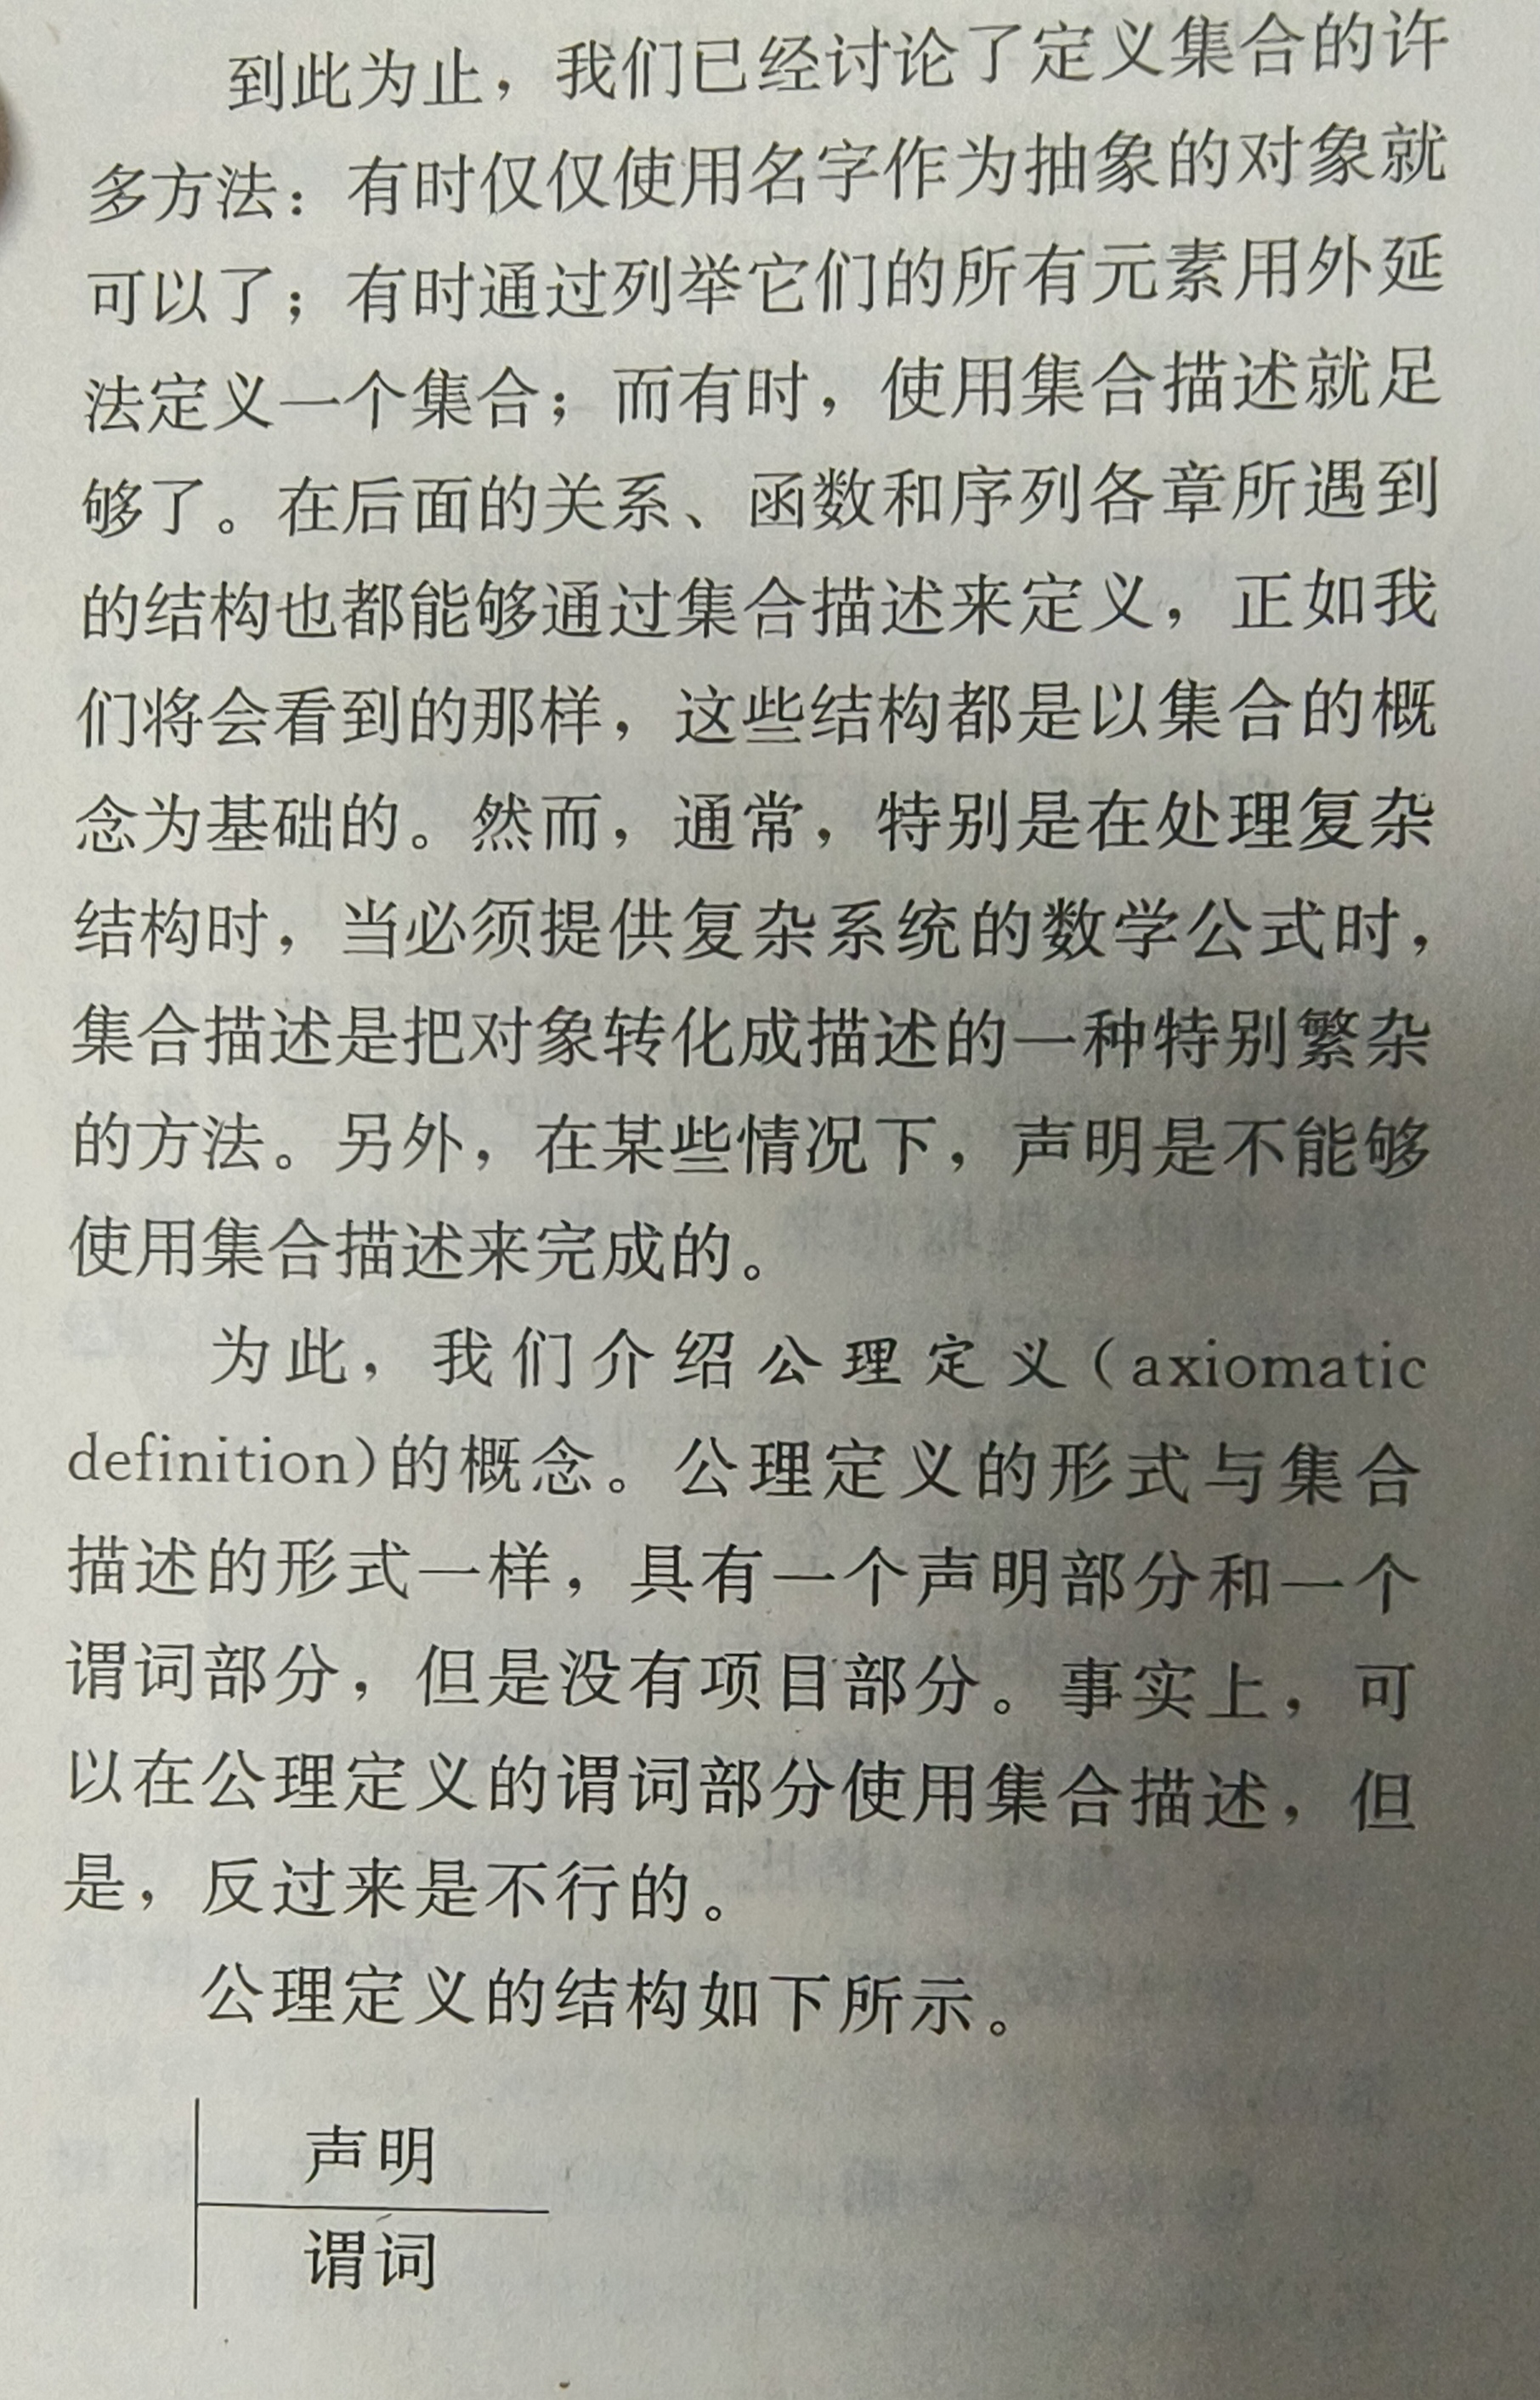 到此为止，我们已经讨论了定义集合的许
多方法：有时仅仅使用名字作为抽象的对象就
可以了；有时通过列举它们的所有元素用外延
法定义一个集合；而有时，使用集合描述就足
够了。在后面的关系、函数和序列各章所遇到
的结构也都能够通过集合描述来定义，正如我
们将会看到的那样，这些结构都是以集合的概
念为基础的。然而，通常，特别是在处理复杂
结构时，当必须提供复杂系统的数学公式时，
集合描述是把对象转化成描述的一种特别繁杂
的方法。另外，在某些情况下，声明是不能够
使用集合描述来完成的。
为此，我们介绍公理定义（axiomatic
definition)的概念。公理定义的形式与集合
描述的形式一样，具有一个声明部分和一个
谓词部分，但是没有项目部分。事实上，可
以在公理定义的谓词部分使用集合描述，但
是，反过来是不行的。
公理定义的结构如下所示。
声明
谓词